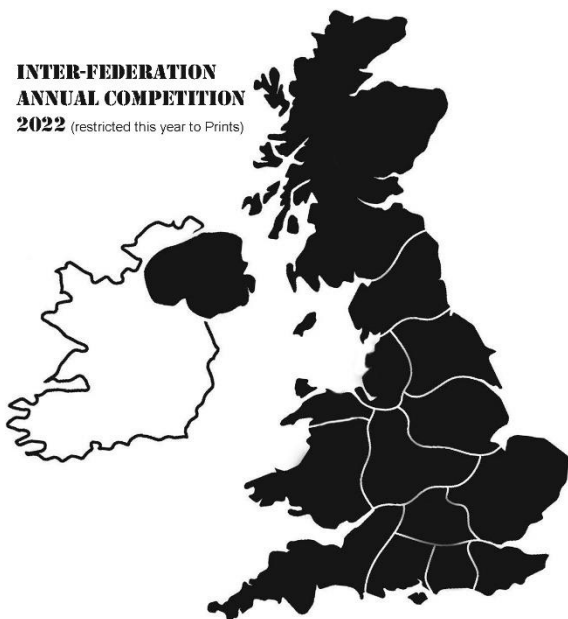 INTER-FEDERATION
ANNUAL COMPETITION
2022 (restricted this year to Prints)